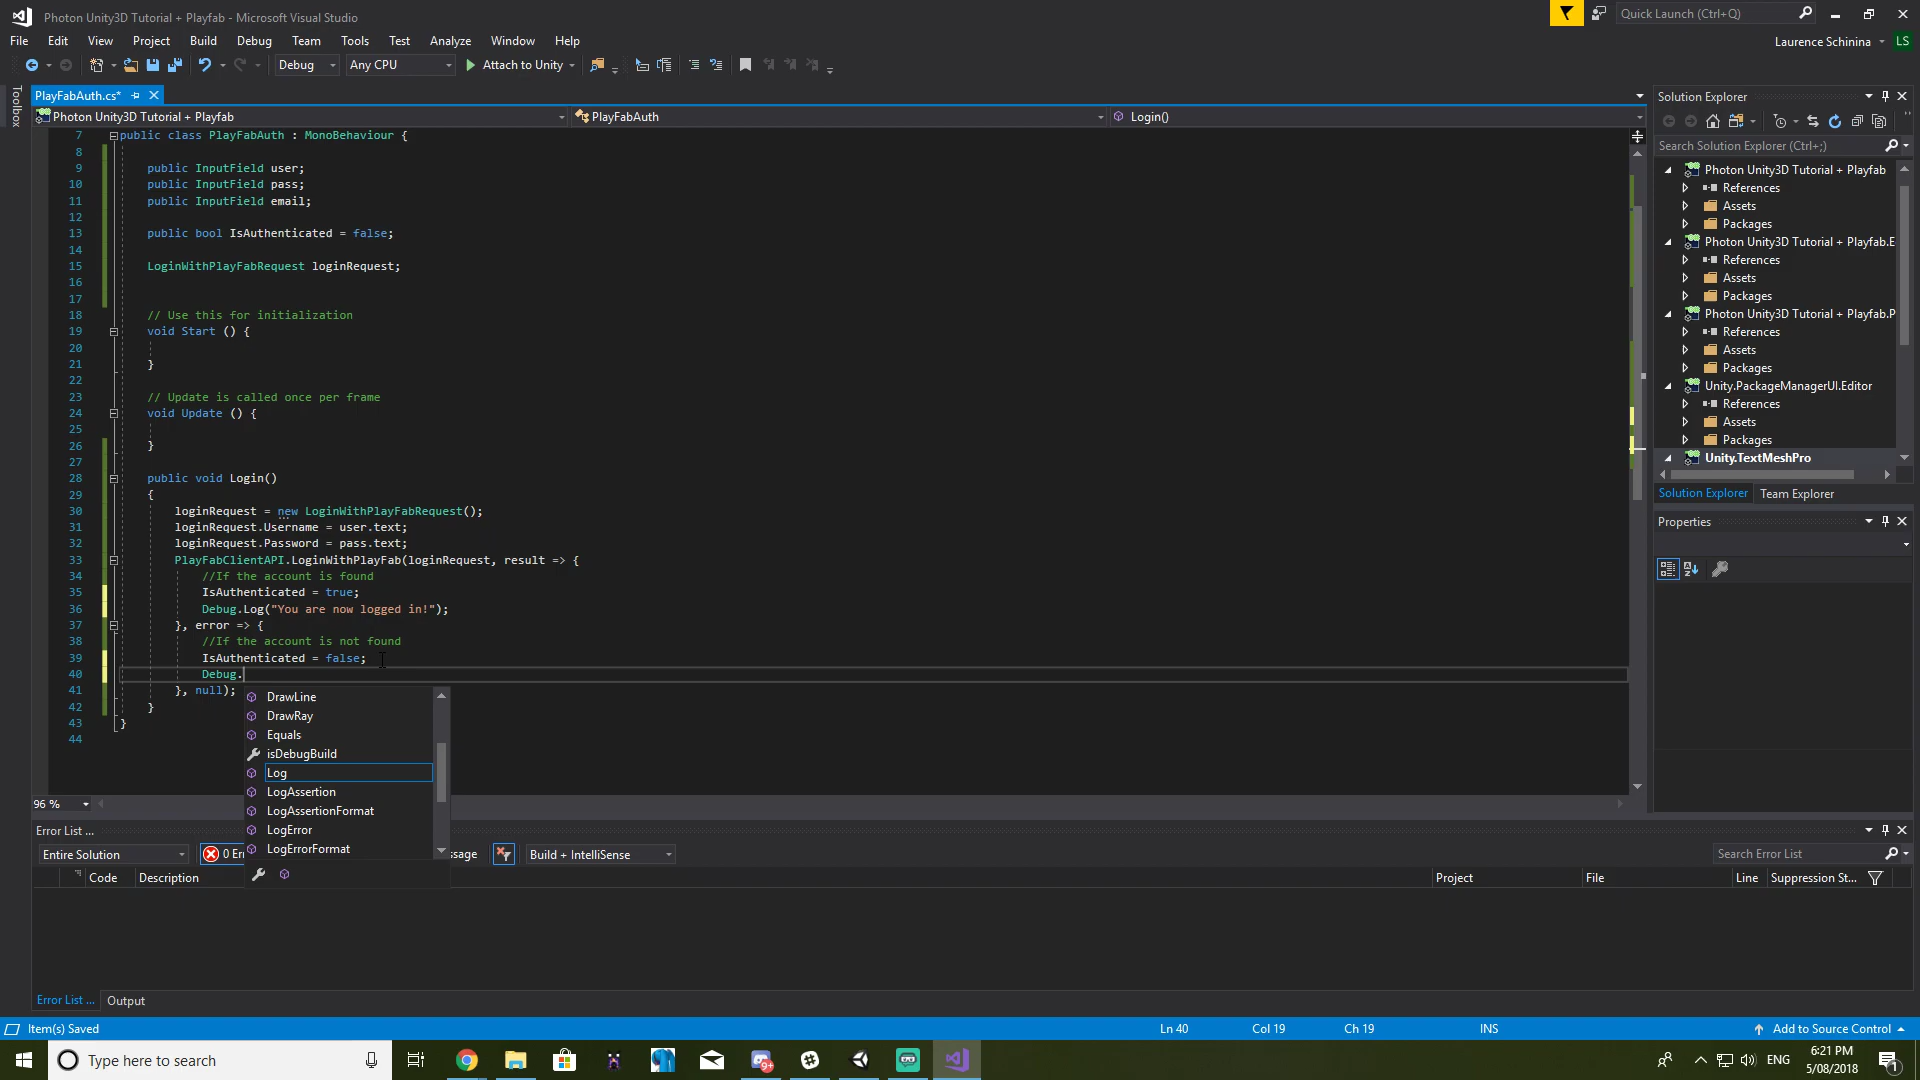 Photon Unity3D Tutorial + Playfab - Microsoft Visual Studio
Quick Launch (Ctrl+Q)
File Edit View Project Build Debug Team Tools Test Analyze Window Help
Laurence Schinina LS
Debug Any CPU Attach to Unity
Toolbox
PlayFabAuth.cs*
Photon Unity3D Tutorial + Playfab PlayFabAuth Login()
7 public class PlayFabAuth : MonoBehaviour {
8
9 public InputField user;
10 public InputField pass;
11 public InputField email;
12
13 public bool IsAuthenticated = false;
14
15 LoginWithPlayFabRequest loginRequest;
16
17
18 // Use this for initialization
19 void Start () {
20
21 }
22
23 // Update is called once per frame
24 void Update () {
25
26 }
27
28 public void Login()
29 {
30 loginRequest = new LoginWithPlayFabRequest();
31 loginRequest.Username = user.text;
32 loginRequest.Password = pass.text;
33 PlayFabClientAPI.LoginWithPlayFab(loginRequest, result => {
34 //If the account is found
35 IsAuthenticated = true;
36 Debug.Log("You are now logged in!");
37 }, error => {
38 //If the account is not found
39 IsAuthenticated = false;
40 Debug.
41 }, null);
42 }
43 }
44
DrawLine
DrawRay
Equals
isDebugBuild
Log
LogAssertion
LogAssertionFormat
LogError
LogErrorFormat
96 %
Solution Explorer
Search Solution Explorer (Ctrl+;)
Photon Unity3D Tutorial + Playfab
References
Assets
Packages
Photon Unity3D Tutorial + Playfab.E
References
Assets
Packages
Photon Unity3D Tutorial + Playfab.P
References
Assets
Packages
Unity.PackageManagerUI.Editor
References
Assets
Packages
Unity.TextMeshPro
Solution Explorer Team Explorer
Properties
Error List ...
Entire Solution 0 Er ssage Build + IntelliSense Search Error List
Code Description Project File Line Suppression St...
Error List ... Output
Item(s) Saved Ln 40 Col 19 Ch 19 INS Add to Source Control
Type here to search
9+
ENG
6:21 PM
5/08/2018
1